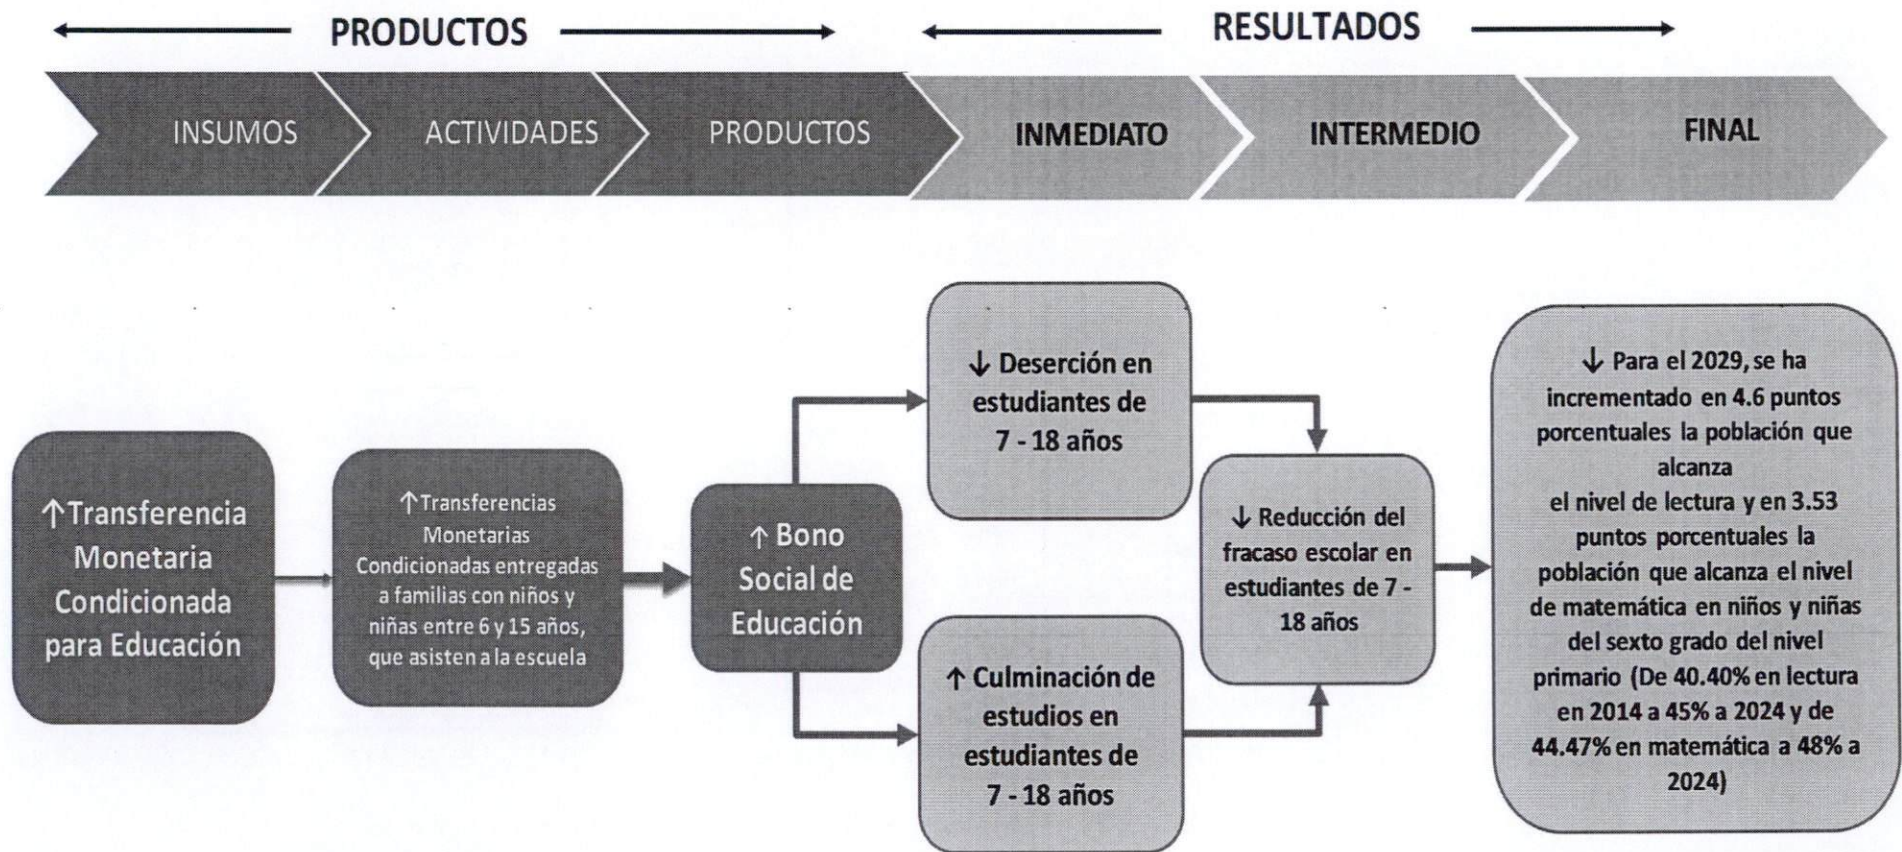 PRODUCTOS
RESULTADOS
INSUMOS
ACTIVIDADES
PRODUCTOS
INMEDIATO
INTERMEDIO
FINAL
↑Transferencia
Monetaria
Condicionada
para Educación
↑Transferencias
Monetarias
Condicionadas entregadas
a familias con niños y
niñas entre 6 y 15 años,
que asisten a la escuela
↑ Bono
Social de
Educación
↓ Deserción en
estudiantes de
7 - 18 años
↑ Culminación de
estudios en
estudiantes de
7 - 18 años
↓ Reducción del
fracaso escolar en
estudiantes de 7 -
18 años
↓ Para el 2029, se ha
incrementado en 4.6 puntos
porcentuales la población que
alcanza
el nivel de lectura y en 3.53
puntos porcentuales la
población que alcanza el nivel
de matemática en niños y niñas
del sexto grado del nivel
primario (De 40.40% en lectura
en 2014 a 45% a 2024 y de
44.47% en matemática a 48% a
2024)